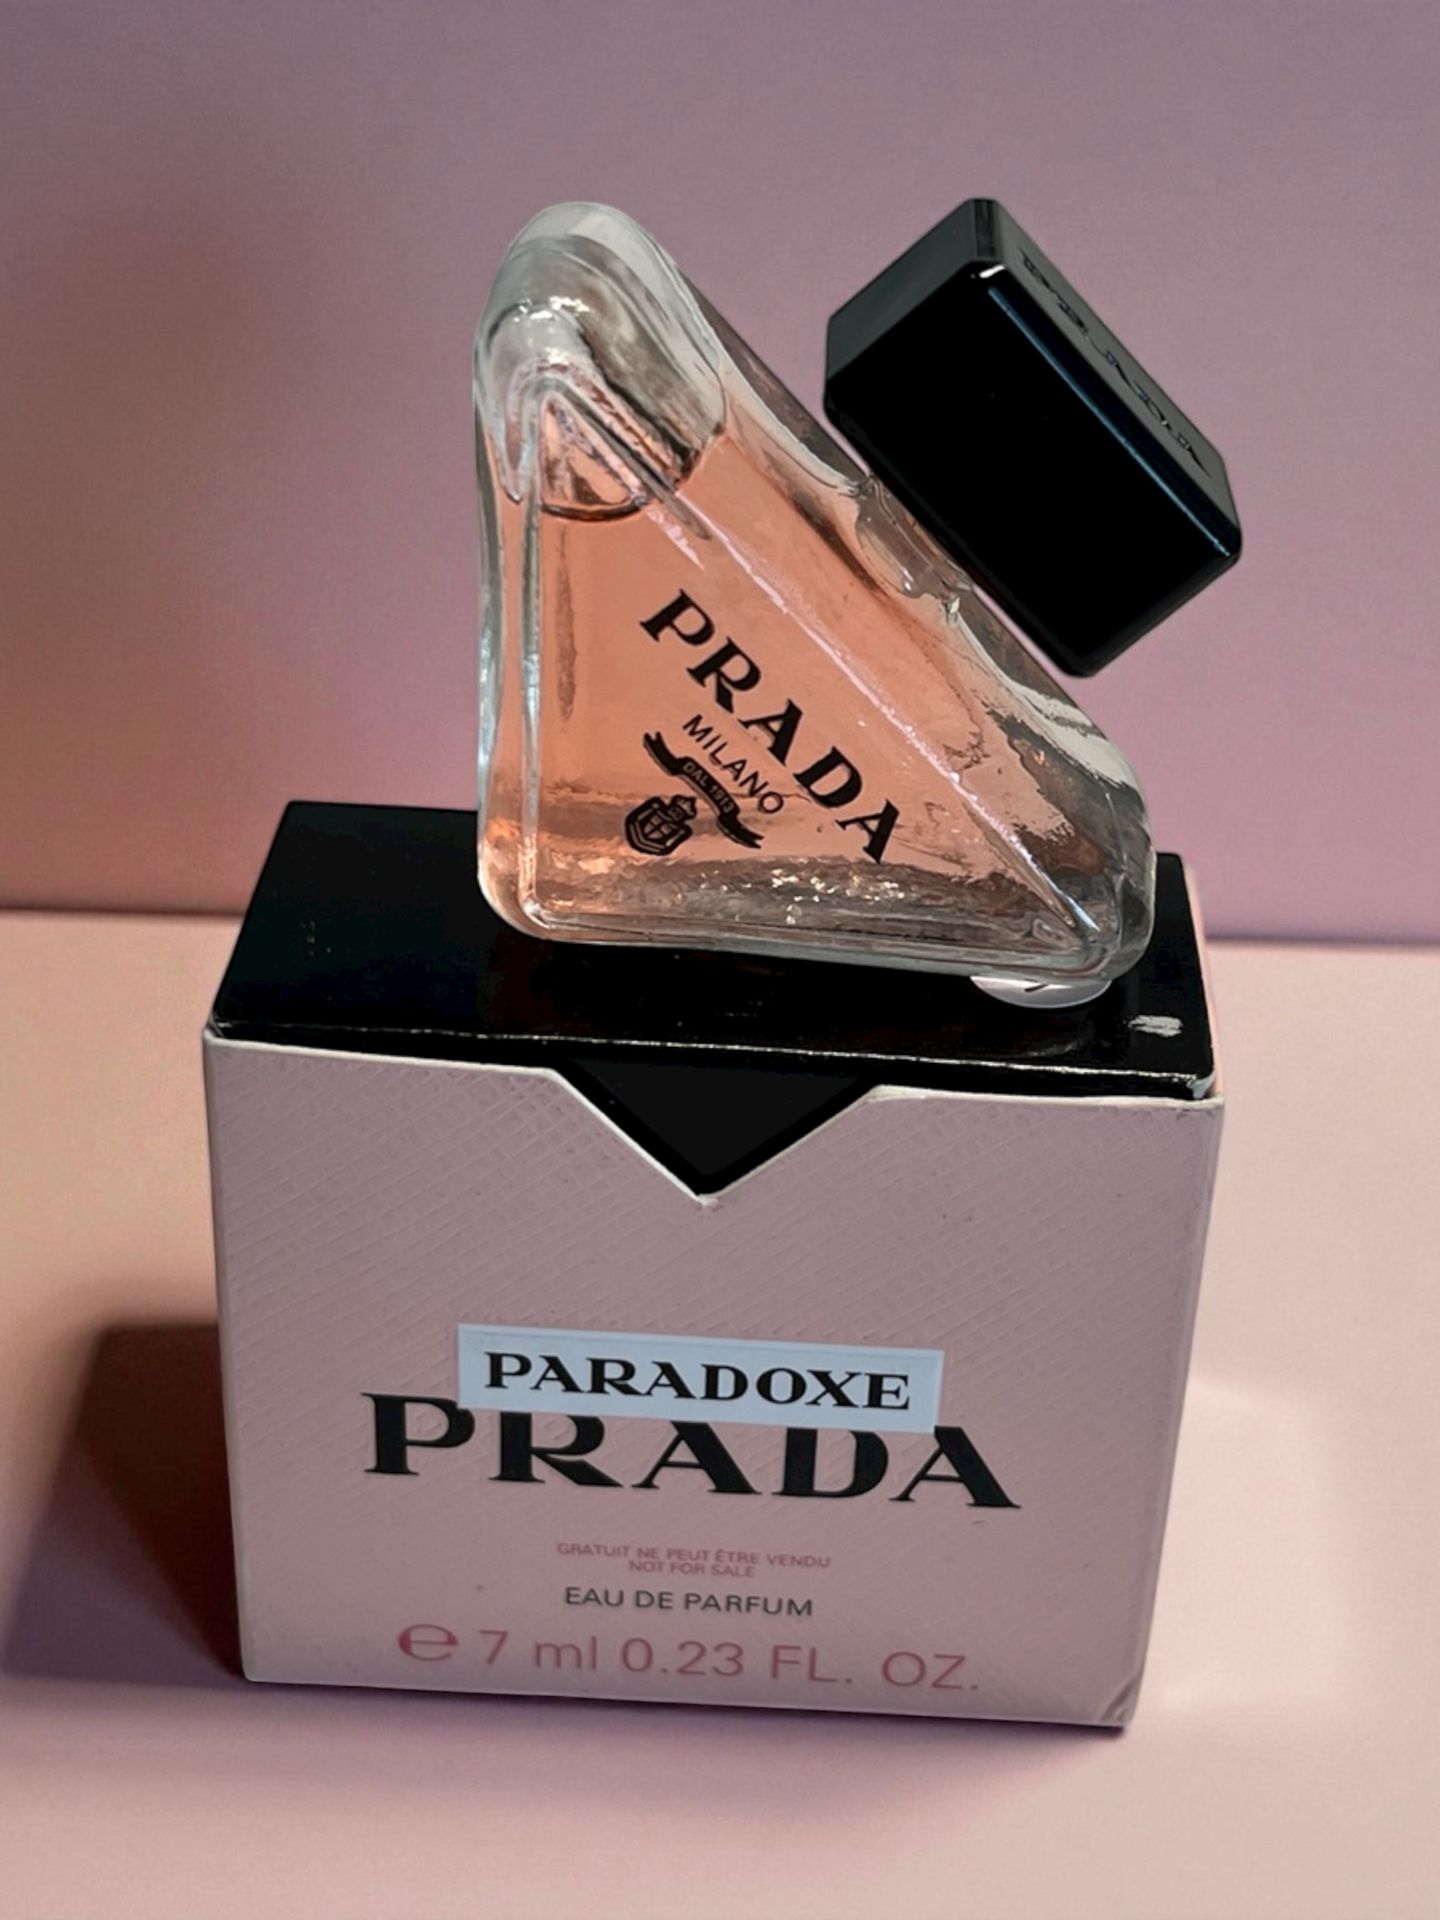 PRADA
PRADA
MILANO
DAL 1913
PARADOXE
PRADA
GRATUIT NE PEUT ÊTRE VENDU
NOT FOR SALE
EAU DE PARFUM
℮ 7 ml 0.23 FL. OZ.